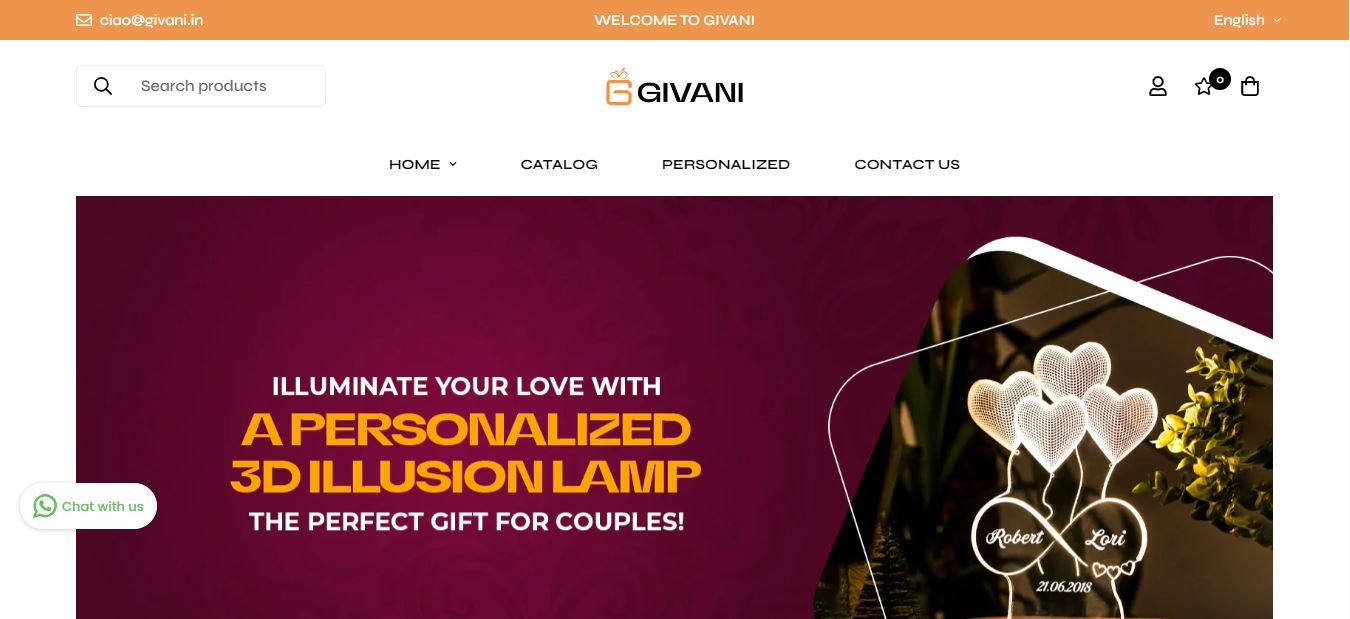 ciao@givani.in
WELCOME TO GIVANI
English
Search products
GIVANI
0
HOME
CATALOG
PERSONALIZED
CONTACT US
ILLUMINATE YOUR LOVE WITH
A PERSONALIZED
3D ILLUSION LAMP
THE PERFECT GIFT FOR COUPLES!
Robert Lori
21.06.2018
Chat with us